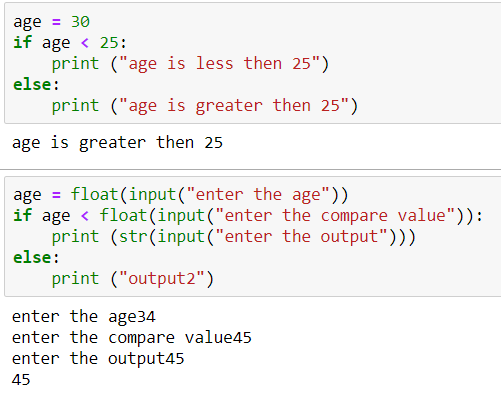 age = 30
if age < 25:
    print ("age is less then 25")
else:
    print ("age is greater then 25")
age is greater then 25
age = float(input("enter the age"))
if age < float(input("enter the compare value")):
    print (str(input("enter the output")))
else:
    print ("output2")
enter the age34
enter the compare value45
enter the output45
45